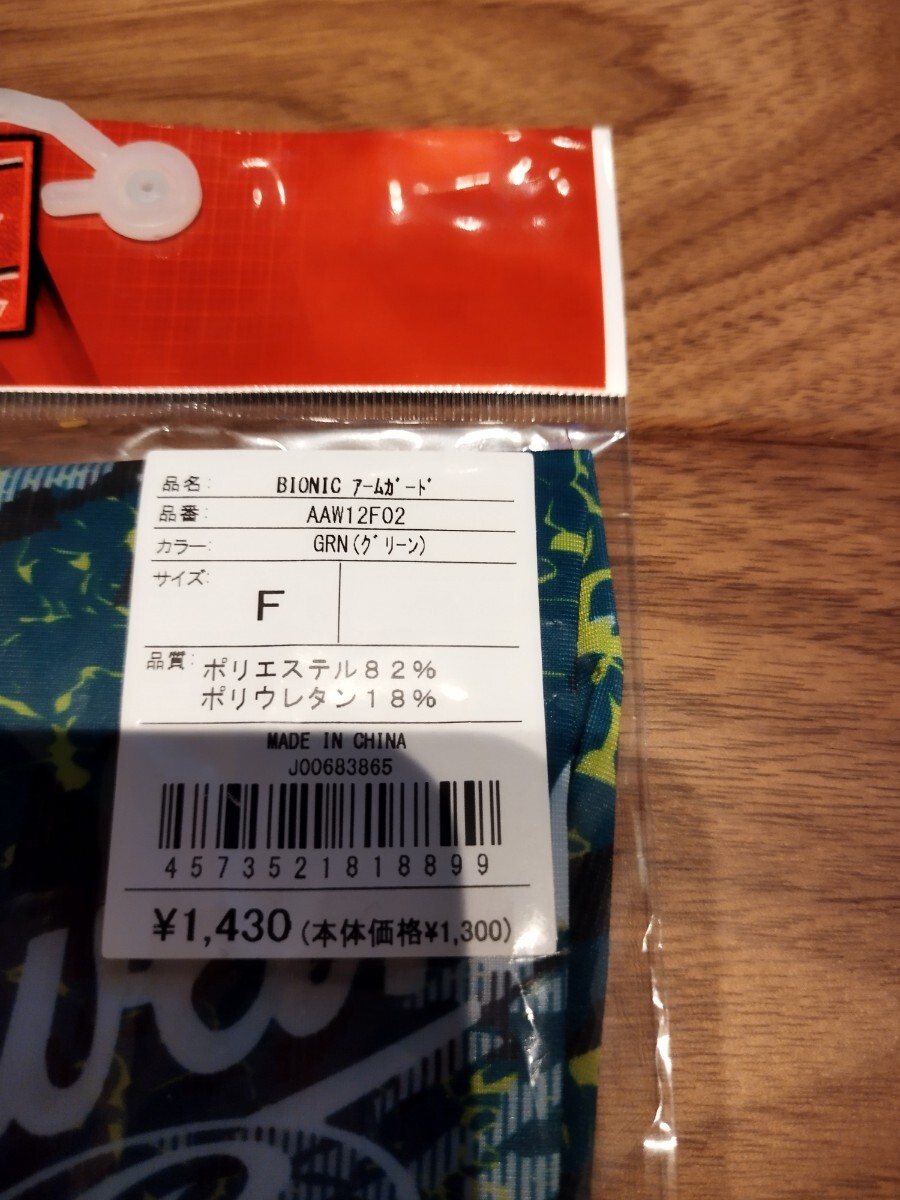 品名: BIONIC ｱｰﾑｶﾞｰﾄﾞ
品番: AAW12F02
カラー: GRN(ｸﾞﾘｰﾝ)
サイズ: F
品質: ポリエステル82%
ポリウレタン18%
MADE IN CHINA
J00683865
4573521818899
¥1,430 (本体価格¥1,300)